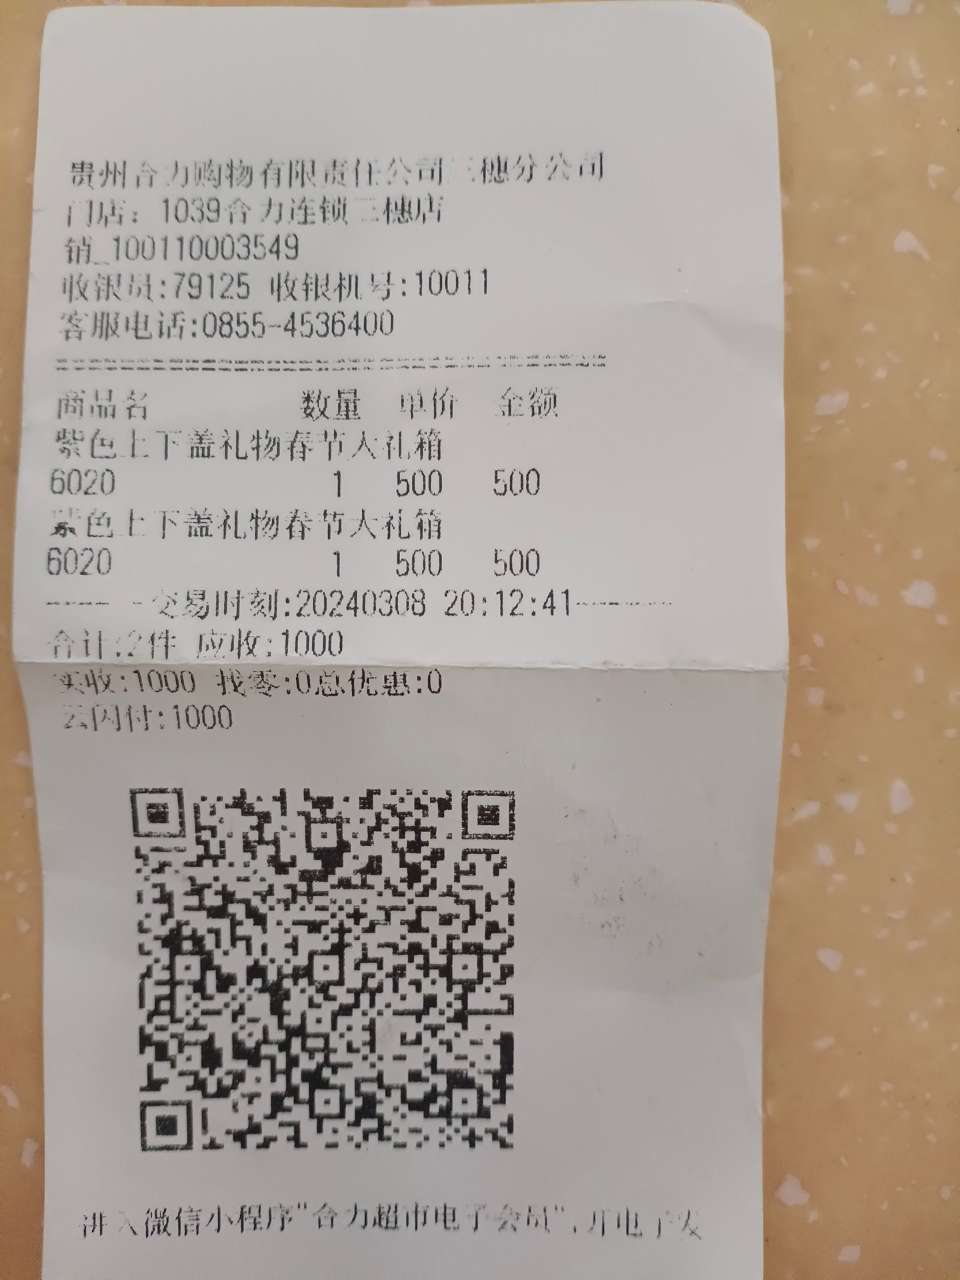 贵州合力购物有限责任公司三穗分公司
门店：1039合力连锁三穗店
销_100110003549
收银员:79125 收银机号:10011
客服电话:0855-4536400
商品名 数量 单价 金额
紫色上下盖礼物春节大礼箱
6020 1 500 500
紫色上下盖礼物春节大礼箱
6020 1 500 500
----- -交易时刻:20240308 20:12:41---------
合计:2件 应收:1000
实收:1000 找零:0总优惠:0
云闪付:1000
进入微信小程序"合力超市电子会员",开电子发